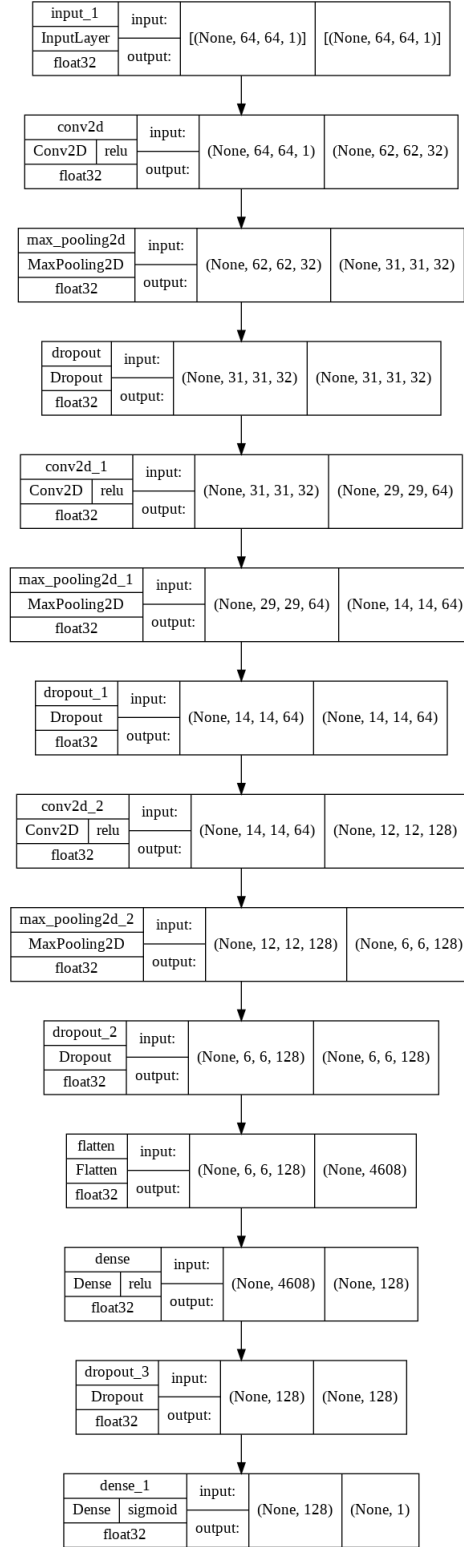 input_1
InputLayer
float32
input:
output:
[(None, 64, 64, 1)]
[(None, 64, 64, 1)]
conv2d
Conv2D relu
float32
input:
output:
(None, 64, 64, 1)
(None, 62, 62, 32)
max_pooling2d
MaxPooling2D
float32
input:
output:
(None, 62, 62, 32)
(None, 31, 31, 32)
dropout
Dropout
float32
input:
output:
(None, 31, 31, 32)
(None, 31, 31, 32)
conv2d_1
Conv2D relu
float32
input:
output:
(None, 31, 31, 32)
(None, 29, 29, 64)
max_pooling2d_1
MaxPooling2D
float32
input:
output:
(None, 29, 29, 64)
(None, 14, 14, 64)
dropout_1
Dropout
float32
input:
output:
(None, 14, 14, 64)
(None, 14, 14, 64)
conv2d_2
Conv2D relu
float32
input:
output:
(None, 14, 14, 64)
(None, 12, 12, 128)
max_pooling2d_2
MaxPooling2D
float32
input:
output:
(None, 12, 12, 128)
(None, 6, 6, 128)
dropout_2
Dropout
float32
input:
output:
(None, 6, 6, 128)
(None, 6, 6, 128)
flatten
Flatten
float32
input:
output:
(None, 6, 6, 128)
(None, 4608)
dense
Dense relu
float32
input:
output:
(None, 4608)
(None, 128)
dropout_3
Dropout
float32
input:
output:
(None, 128)
(None, 128)
dense_1
Dense sigmoid
float32
input:
output:
(None, 128)
(None, 1)